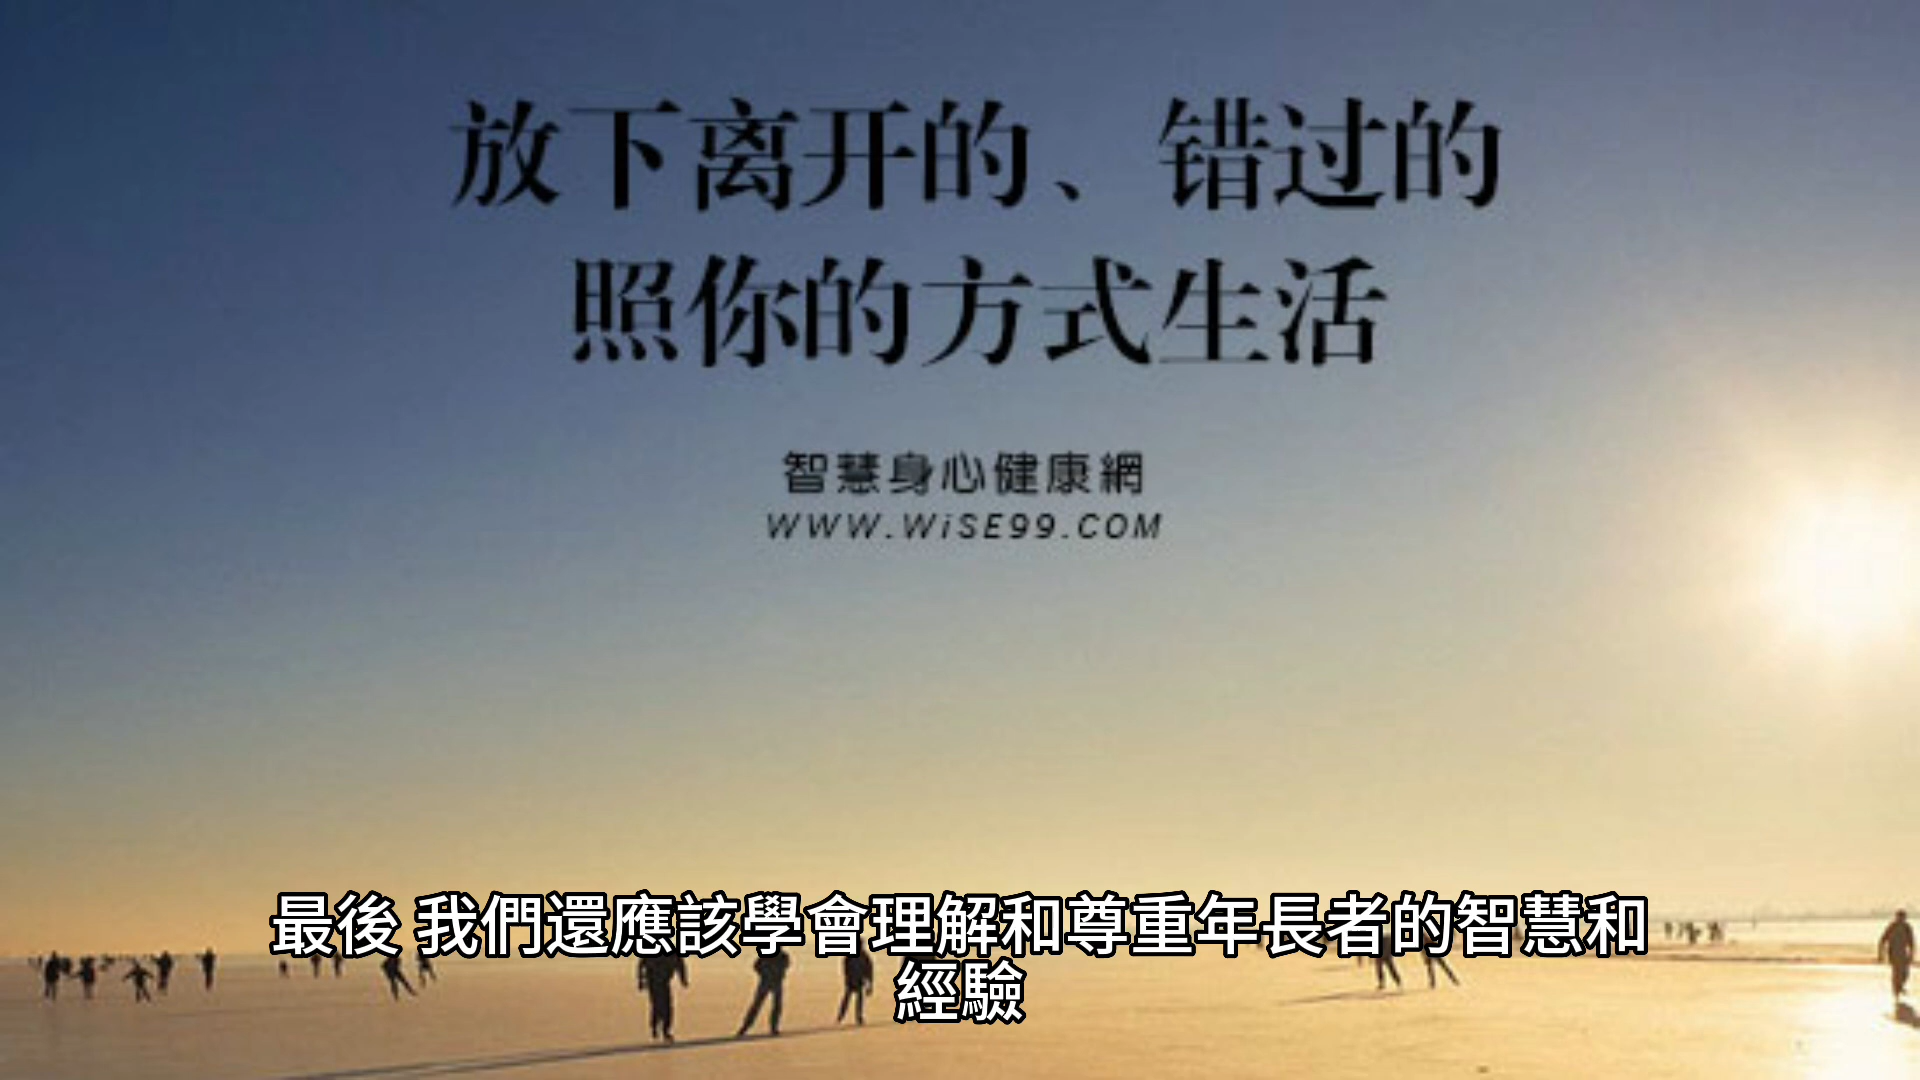 放下离开的、错过的
照你的方式生活
智慧身心健康網
WWW.WiSE99.COM
最後 我們還應該學會理解和尊重年長者的智慧和
經驗